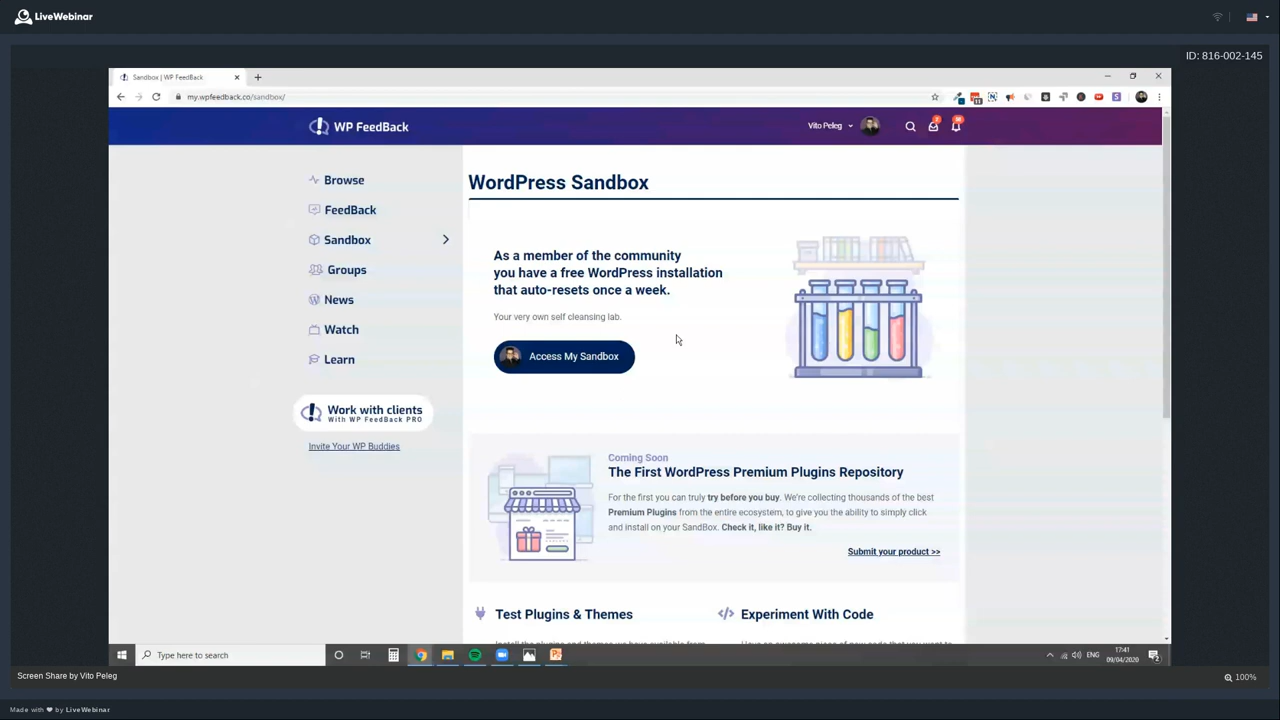 LiveWebinar
ID: 816-002-145
Sandbox | WP FeedBack
my.wpfeedback.co/sandbox/
WP FeedBack
Vito Peleg
Browse
FeedBack
Sandbox
Groups
News
Watch
Learn
Work with clients
With WP FeedBack PRO
Invite Your WP Buddies
WordPress Sandbox
As a member of the community
you have a free WordPress installation
that auto-resets once a week.
Your very own self cleansing lab.
Access My Sandbox
Coming Soon
The First WordPress Premium Plugins Repository
For the first you can truly try before you buy. We're collecting thousands of the best
Premium Plugins from the entire ecosystem, to give you the ability to simply click
and install on your SandBox. Check it, like it? Buy it.
Submit your product >>
Test Plugins & Themes
Experiment With Code
Type here to search
ENG
17:41
09/04/2020
Screen Share by Vito Peleg
100%
Made with ❤ by LiveWebinar